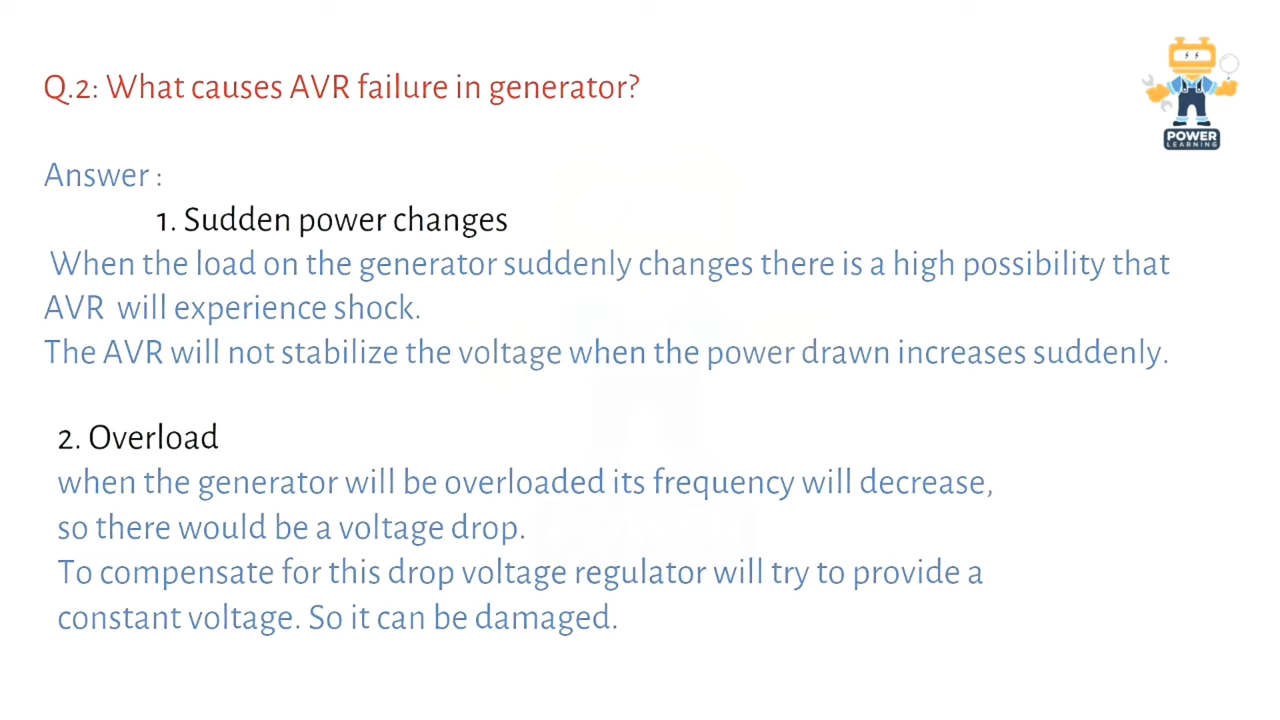 Q.2: What causes AVR failure in generator?
POWER
LEARNING
Answer :
1. Sudden power changes
When the load on the generator suddenly changes there is a high possibility that
AVR will experience shock.
The AVR will not stabilize the voltage when the power drawn increases suddenly.
2. Overload
when the generator will be overloaded its frequency will decrease,
so there would be a voltage drop.
To compensate for this drop voltage regulator will try to provide a
constant voltage. So it can be damaged.
POWER